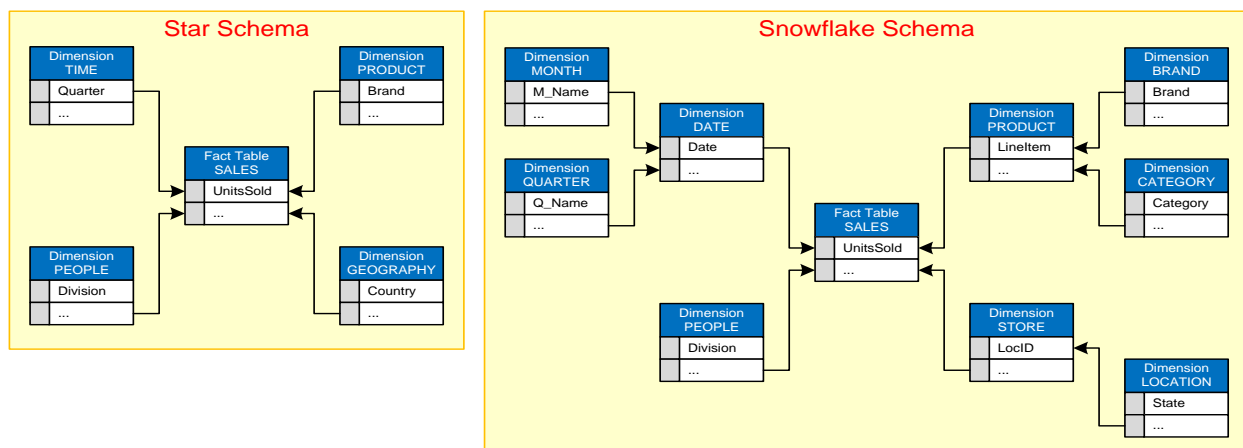 Star Schema
Dimension
TIME
Quarter
...
Dimension
PRODUCT
Brand
...
Fact Table
SALES
UnitsSold
...
Dimension
PEOPLE
Division
...
Dimension
GEOGRAPHY
Country
...
Snowflake Schema
Dimension
MONTH
M_Name
...
Dimension
BRAND
Brand
...
Dimension
DATE
Date
...
Dimension
PRODUCT
LineItem
...
Dimension
QUARTER
Q_Name
...
Dimension
CATEGORY
Category
...
Fact Table
SALES
UnitsSold
...
Dimension
PEOPLE
Division
...
Dimension
STORE
LocID
...
Dimension
LOCATION
State
...